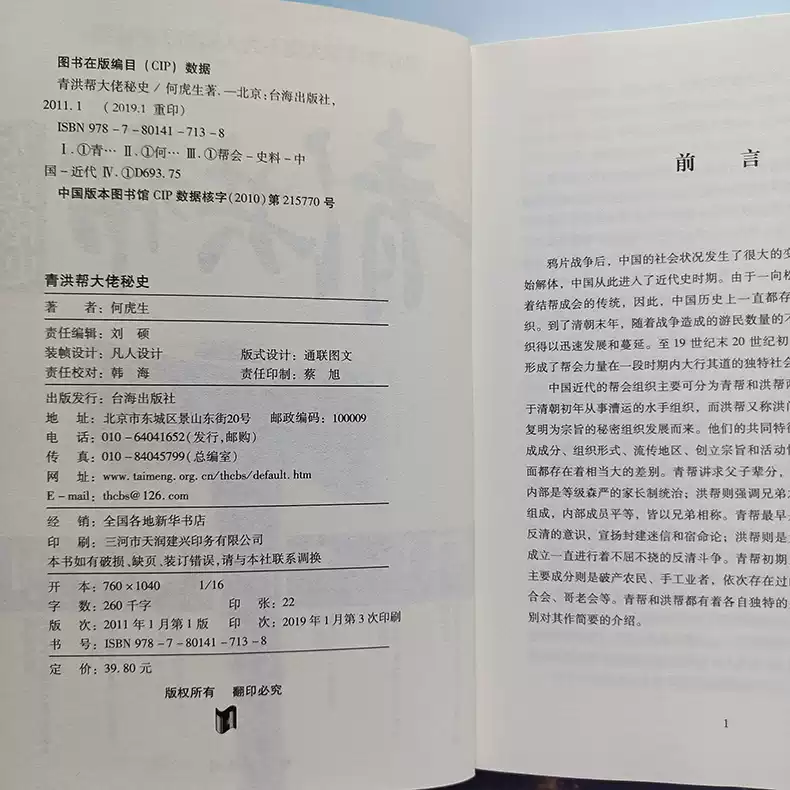 图书在版编目（CIP）数据
青洪帮大佬秘史 / 何虎生著. —北京：台海出版社，
2011.1 （2019.1 重印）
ISBN 978－7－80141－713－8
Ⅰ. ①青… Ⅱ. ①何… Ⅲ. ①帮会－史料－中
国－近代 Ⅳ. ①D693.75
中国版本图书馆 CIP 数据核字（2010）第 215770 号
青洪帮大佬秘史
著 者：何虎生
责任编辑：刘 硕
装帧设计：凡人设计 版式设计：通联图文
责任校对：韩 海 责任印制：蔡 旭
出版发行：台海出版社
地 址：北京市东城区景山东街20号 邮政编码：100009
电 话：010－64041652（发行，邮购）
传 真：010－84045799（总编室）
网 址：www.taimeng.org.cn/thcbs/default.htm
E－mail：thcbs@126.com
经 销：全国各地新华书店
印 刷：三河市天润建兴印务有限公司
本书如有破损、缺页、装订错误，请与本社联系调换
开 本：760×1040 1/16
字 数：260 千字 印 张：22
版 次：2011 年 1 月第 1 版 印 次：2019 年 1 月第 3 次印刷
书 号：ISBN 978－7－80141－713－8
定 价：39.80 元
版权所有 翻印必究
前 言
鸦片战争后，中国的社会状况发生了很大的变
始解体，中国从此进入了近代史时期。由于一向松
着结帮成会的传统，因此，中国历史上一直都存
织。到了清朝末年，随着战争造成的游民数量的不
织得以迅速发展和蔓延。至 19 世纪末 20 世纪初
形成了帮会力量在一段时期内大行其道的独特社会
中国近代的帮会组织主要可分为青帮和洪帮两
于清朝初年从事漕运的水手组织，而洪帮又称洪门
复明为宗旨的秘密组织发展而来。他们的共同特征
成成分、组织形式、流传地区、创立宗旨和活动情
面都存在着相当大的差别。青帮讲求父子辈分，
内部是等级森严的家长制统治；洪帮则强调兄弟
组成，内部成员平等，皆以兄弟相称。青帮最早
反清的意识，宣扬封建迷信和宿命论；洪帮则是
成立一直进行着不屈不挠的反清斗争。青帮初期
主要成分则是破产农民、手工业者，依次存在过
合会、哥老会等。青帮和洪帮都有着各自独特的
别对其作简要的介绍。
1